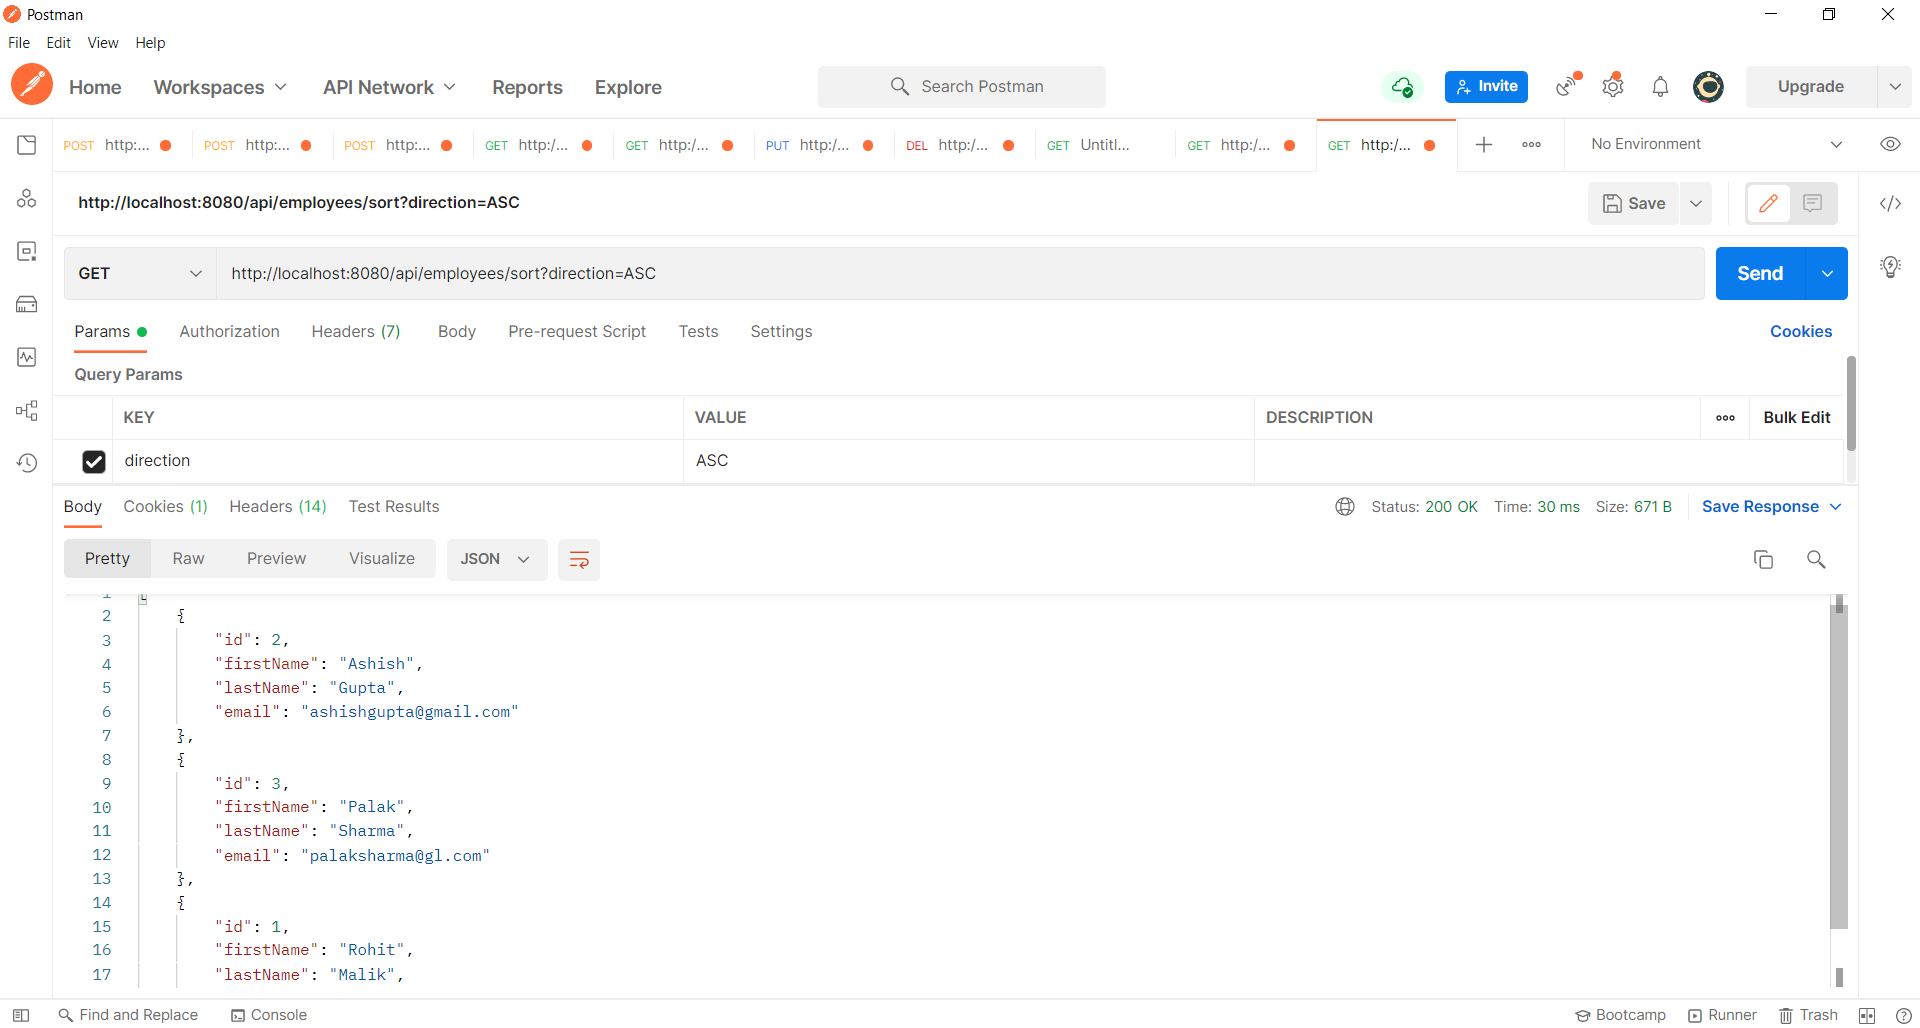 Postman
File Edit View Help
Home Workspaces API Network Reports Explore Search Postman Invite Upgrade
POST http:... POST http:... POST http:... GET http:/... GET http:/... PUT http:/... DEL http:/... GET Untitl... GET http:/... GET http:/... No Environment
http://localhost:8080/api/employees/sort?direction=ASC Save
GET http://localhost:8080/api/employees/sort?direction=ASC Send
Params Authorization Headers (7) Body Pre-request Script Tests Settings Cookies
Query Params
KEY VALUE DESCRIPTION Bulk Edit
direction ASC
Body Cookies (1) Headers (14) Test Results Status: 200 OK Time: 30 ms Size: 671 B Save Response
Pretty Raw Preview Visualize JSON
1 [
2 {
3 "id": 2,
4 "firstName": "Ashish",
5 "lastName": "Gupta",
6 "email": "ashishgupta@gmail.com"
7 },
8 {
9 "id": 3,
10 "firstName": "Palak",
11 "lastName": "Sharma",
12 "email": "palaksharma@gl.com"
13 },
14 {
15 "id": 1,
16 "firstName": "Rohit",
17 "lastName": "Malik",
Find and Replace Console Bootcamp Runner Trash